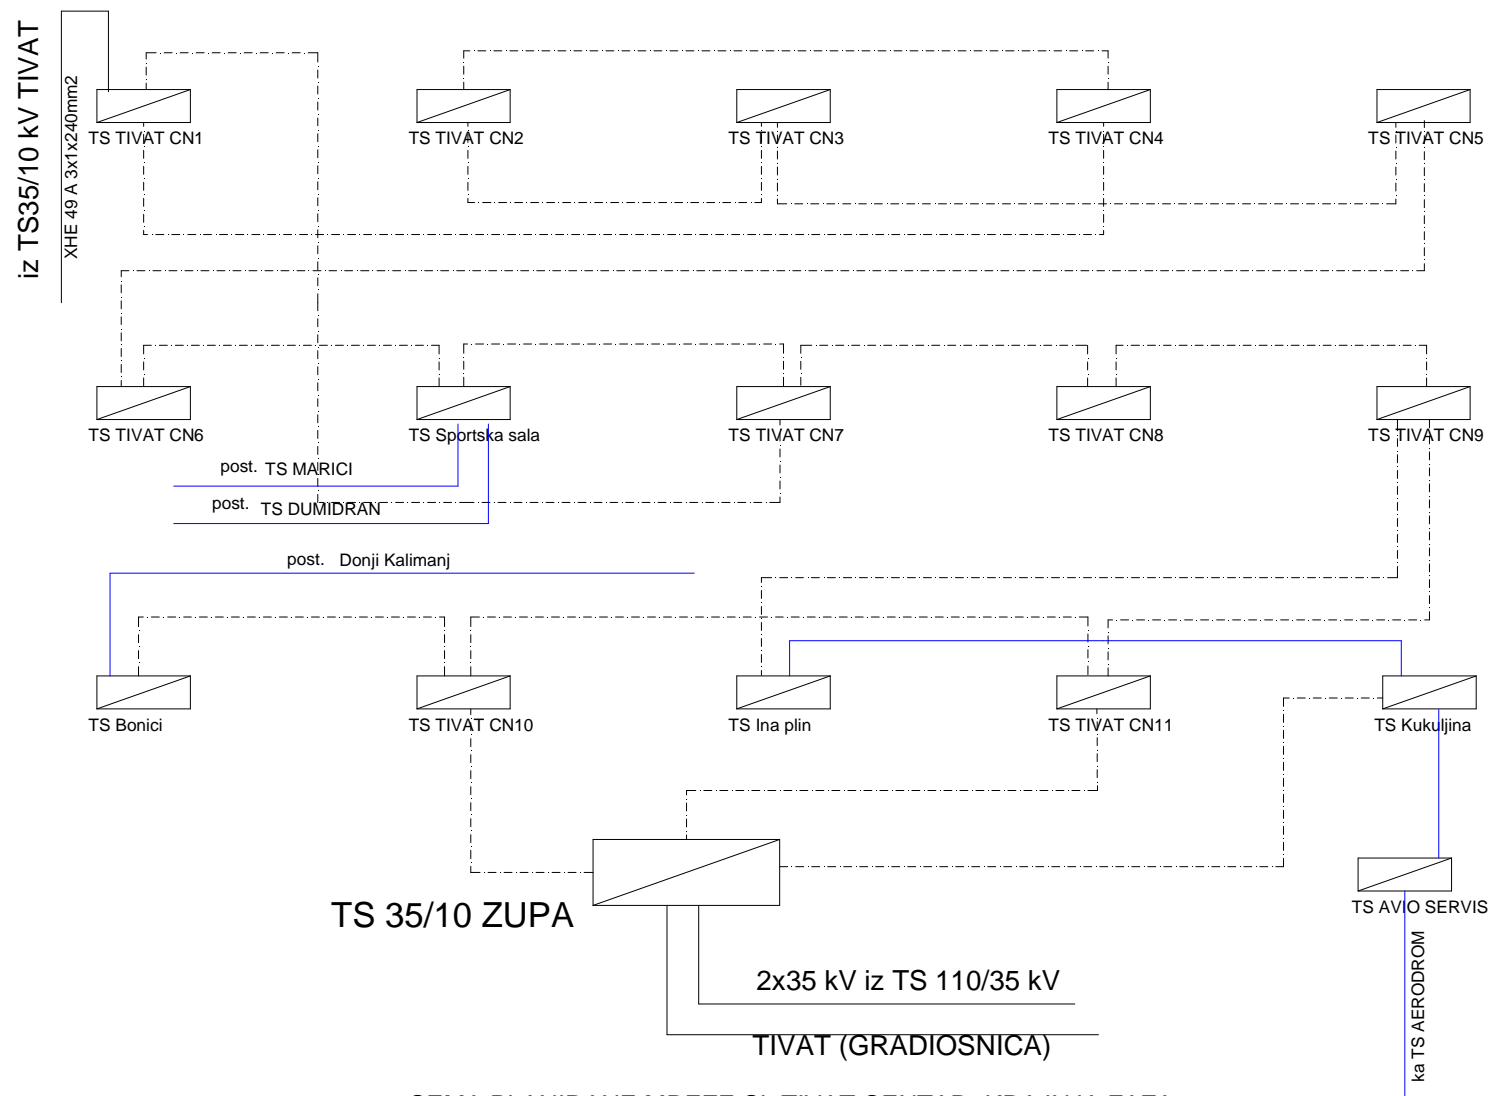 iz TS35/10 kV TIVAT
XHE 49 A 3x1x240mm2
TS TIVAT CN1
TS TIVAT CN2
TS TIVAT CN3
TS TIVAT CN4
TS TIVAT CN5
TS TIVAT CN6
TS Sportska sala
TS TIVAT CN7
TS TIVAT CN8
TS TIVAT CN9
post. TS MARICI
post. TS DUMIDRAN
post. Donji Kalimanj
TS Bonici
TS TIVAT CN10
TS Ina plin
TS TIVAT CN11
TS Kukuljina
TS 35/10 ZUPA
TS AVIO SERVIS
2x35 kV iz TS 110/35 kV
TIVAT (GRADIOSNICA)
ka TS AERODROM